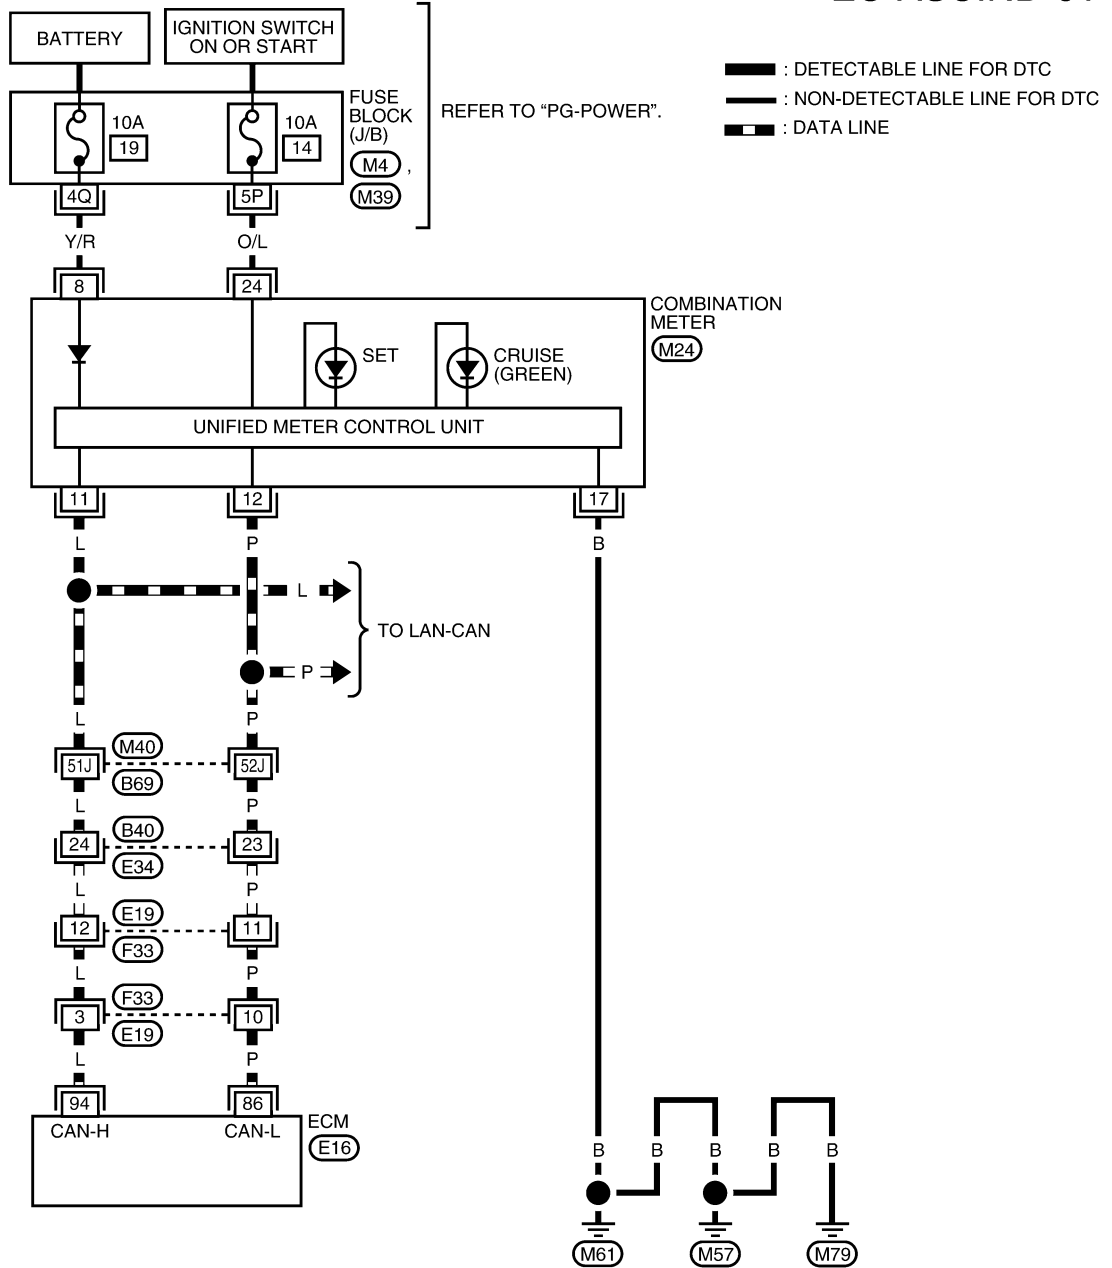 BATTERY
IGNITION SWITCH
ON OR START
10A
19
10A
14
FUSE
BLOCK
(J/B)
M4 ,
M39
REFER TO “PG-POWER”.
: DETECTABLE LINE FOR DTC
: NON-DETECTABLE LINE FOR DTC
: DATA LINE
4Q
5P
Y/R
O/L
8
24
COMBINATION
METER
M24
SET
CRUISE
(GREEN)
UNIFIED METER CONTROL UNIT
11
12
17
L
P
B
L
TO LAN-CAN
P
L
P
M40
51J
52J
B69
L
P
B40
24
23
E34
L
P
E19
12
11
F33
L
P
F33
3
10
E19
L
P
94
86
CAN-H
CAN-L
ECM
E16
B
B
B
B
B
M61
M57
M79